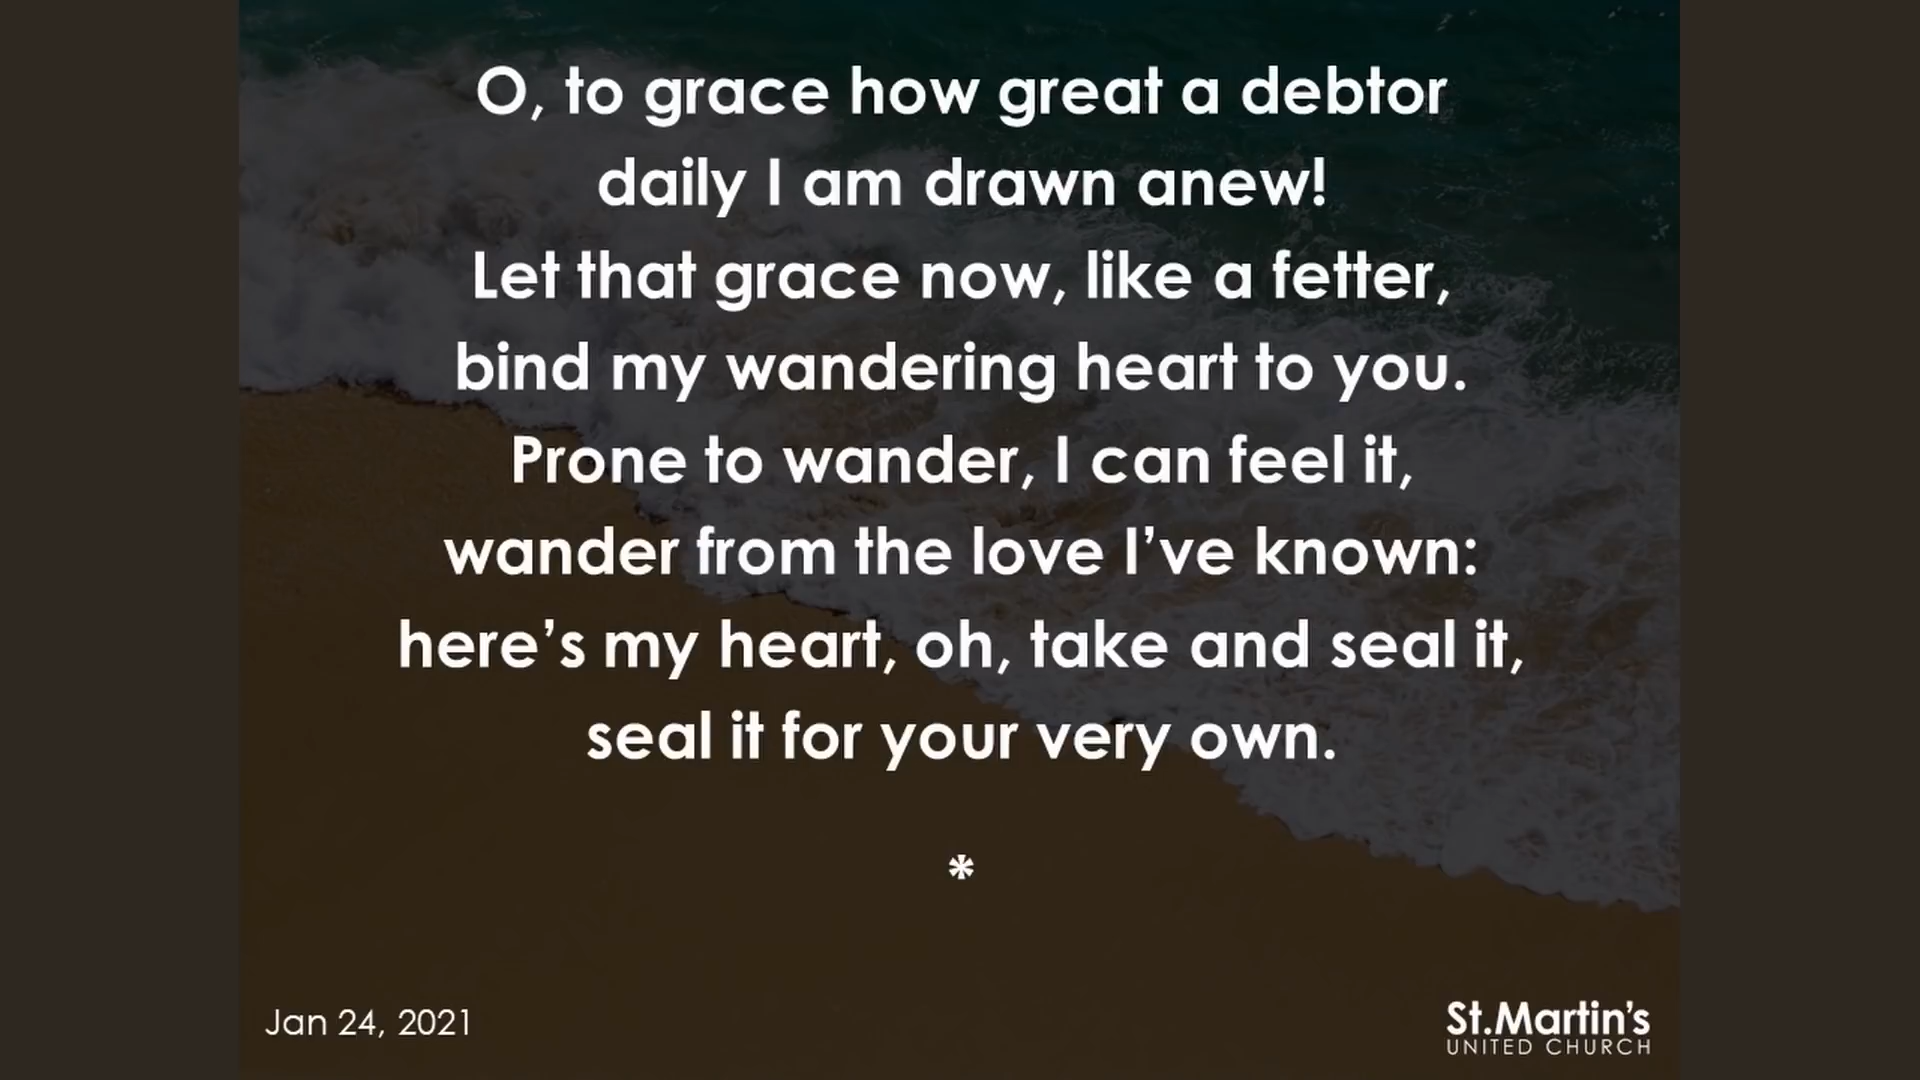 O, to grace how great a debtor
daily I am drawn anew!
Let that grace now, like a fetter,
bind my wandering heart to you.
Prone to wander, I can feel it,
wander from the love I’ve known:
here’s my heart, oh, take and seal it,
seal it for your very own.
*
Jan 24, 2021
St.Martin’s
UNITED CHURCH